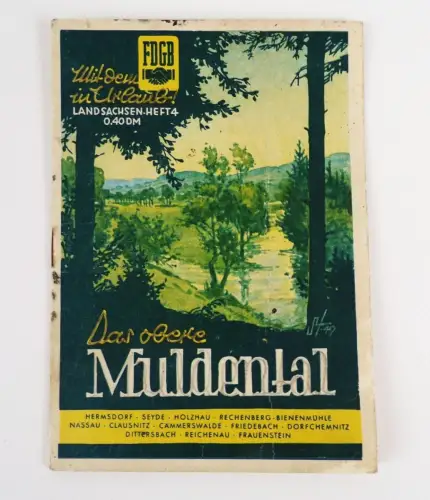 FDGB
Mit dem
in Urlaub!
LAND SACHSEN-HEFT 4
0.40 DM
Das obere
Muldental
HERMSDORF · SEYDE · HOLZHAU · RECHENBERG-BIENENMÜHLE
NASSAU · CLAUSNITZ · CÄMMERSWALDE · FRIEDEBACH · DORFCHEMNITZ
DITTERSBACH · REICHENAU · FRAUENSTEIN